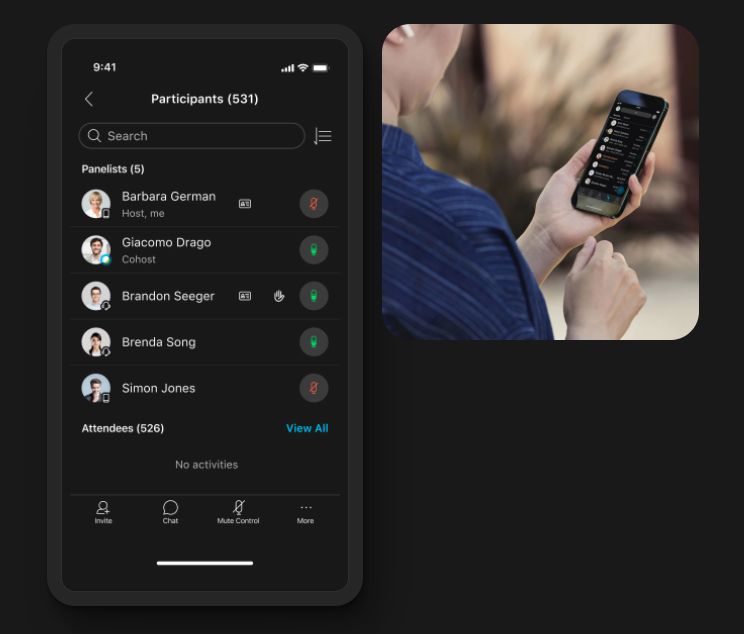 9:41
Participants (531)
Search
Panelists (5)
Barbara German
Host, me
Giacomo Drago
Cohost
Brandon Seeger
Brenda Song
Simon Jones
Attendees (526)
View All
No activities
Invite
Chat
Mute Control
More